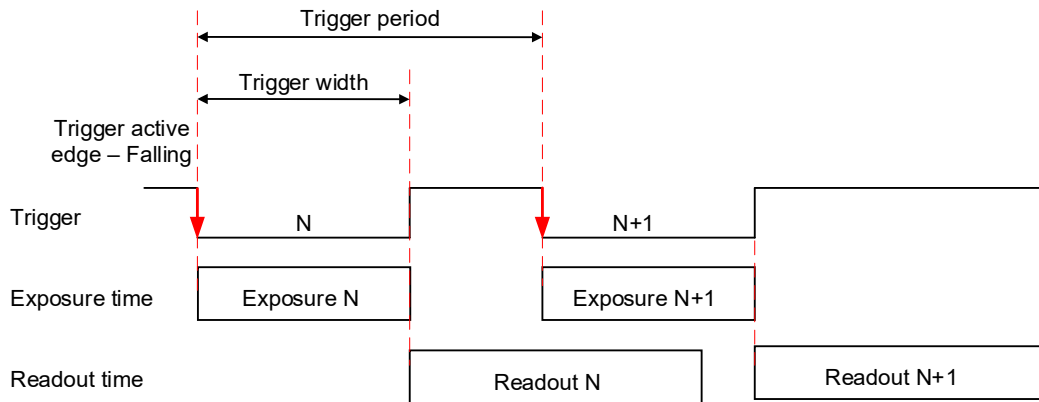 Trigger period
Trigger width
Trigger active
edge – Falling
Trigger
N
N+1
Exposure time
Exposure N
Exposure N+1
Readout time
Readout N
Readout N+1